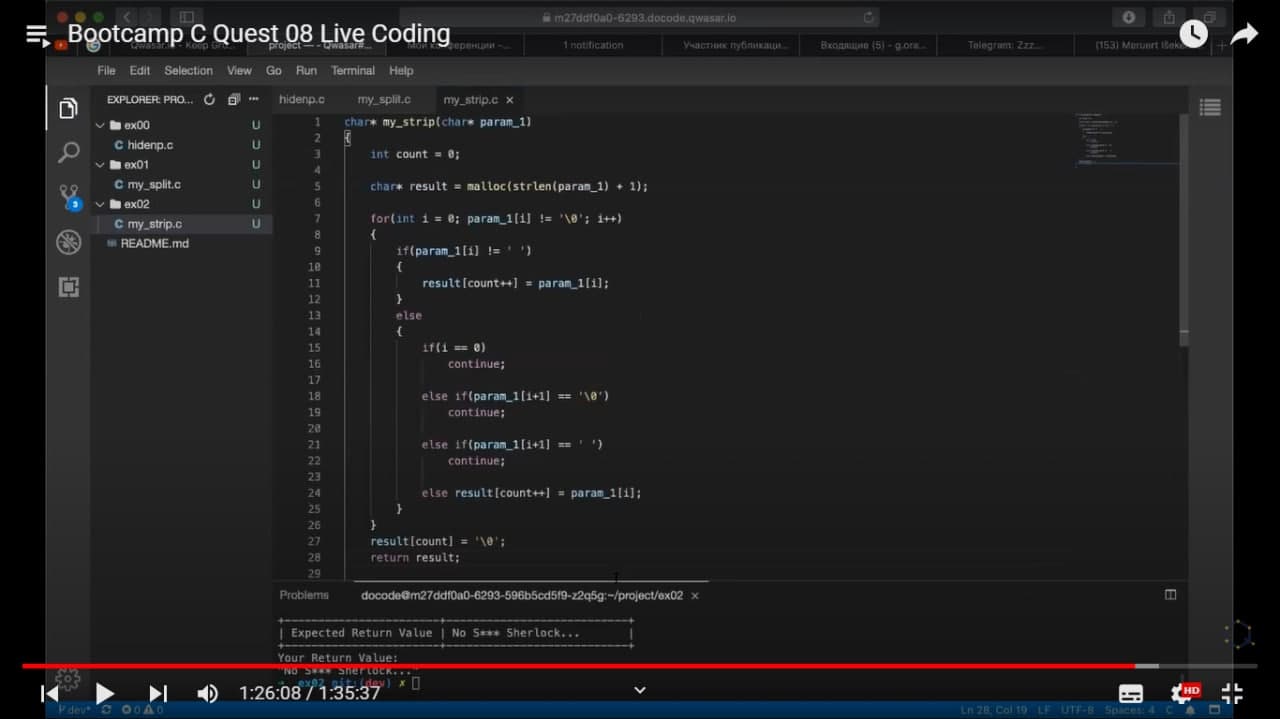 m27ddf0a0-6293.docode.qwasar.io
Bootcamp C Quest 08 Live Coding
Qwasar.io - Keep Gro...
project — - Qwasar#...
1 notification
Участник публикаци...
Входящие (5) - g.ora...
Telegram: Zzz...
File Edit Selection View Go Run Terminal Help
EXPLORER: PRO...
hidenp.c
my_split.c
my_strip.c ×
ex00 U
C hidenp.c U
ex01 U
C my_split.c U
ex02 U
C my_strip.c U
README.md
3
1 char* my_strip(char* param_1)
2 {
3 int count = 0;
4
5 char* result = malloc(strlen(param_1) + 1);
6
7 for(int i = 0; param_1[i] != '\0'; i++)
8 {
9 if(param_1[i] != ' ')
10 {
11 result[count++] = param_1[i];
12 }
13 else
14 {
15 if(i == 0)
16 continue;
17
18 else if(param_1[i+1] == '\0')
19 continue;
20
21 else if(param_1[i+1] == ' ')
22 continue;
23
24 else result[count++] = param_1[i];
25 }
26 }
27 result[count] = '\0';
28 return result;
29
Problems
docode@m27ddf0a0-6293-596b5cd5f9-z2q5g:~/project/ex02 ×
| Expected Return Value | No S*** Sherlock... |
Your Return Value:
"No S*** Sherlock..."
→ ex02 git:(dev) ✗
1:26:08 / 1:35:37
HD
dev* 0 0
Ln 28, Col 19 LF UTF-8 Spaces: 4 C